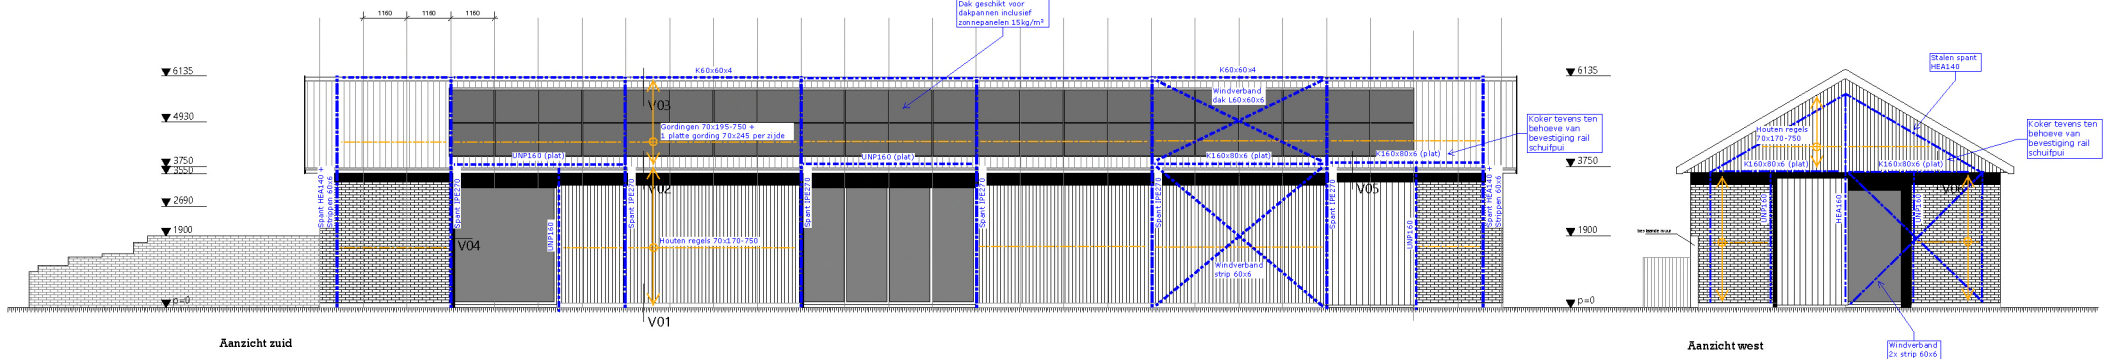 1160
1160
1160
Dak geschikt voor
dakpannen inclusief
zonnepanelen 15kg/m²
6135
4930
3750
3550
2690
1900
p=0
K60x60x4
K60x60x4
V03
Gordingen 70x195-750 +
1 platte gording 70x245 per zijde
Windverband
dak L60x60x6
UNP160 (plat)
UNP160 (plat)
K160x80x6 (plat)
K160x80x6 (plat)
Koker tevens ten
behoeve van
bevestiging rail
schuifpui
Spant HEA140 +
Strippen 60x6
Spant IPE270
UNP160
Spant IPE270
V02
Spant IPE270
Spant IPE270
Spant IPE270
Spant IPE270
V05
UNP160
Spant HEA140 +
Strippen 60x6
V04
Houten regels 70x170-750
Windverband
strip 60x6
V01
Aanzicht zuid
6135
3750
1900
p=0
Stalen spant
HEA140
Houten regels
70x170-750
K160x80x6 (plat)
K160x80x6 (plat)
Koker tevens ten
behoeve van
bevestiging rail
schuifpui
UNP160
HEA160
UNP160
V06
bestaande muur
Windverband
2x strip 60x6
Aanzicht west